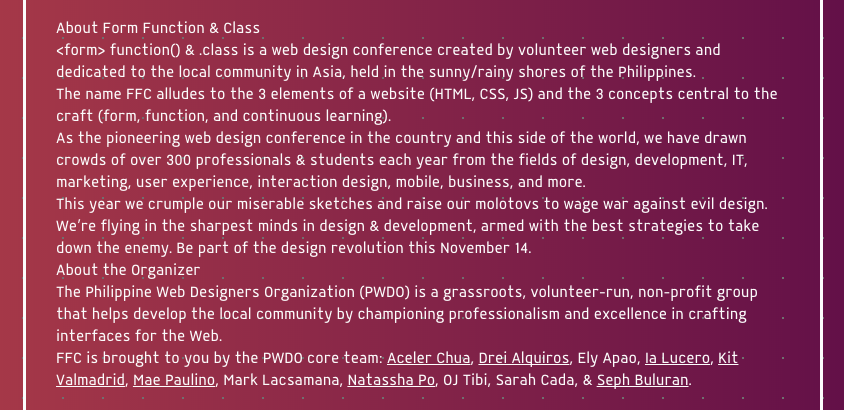 About Form Function & Class
<form> function() & .class is a web design conference created by volunteer web designers and
dedicated to the local community in Asia, held in the sunny/rainy shores of the Philippines.
The name FFC alludes to the 3 elements of a website (HTML, CSS, JS) and the 3 concepts central to the
craft (form, function, and continuous learning).
As the pioneering web design conference in the country and this side of the world, we have drawn
crowds of over 300 professionals & students each year from the fields of design, development, IT,
marketing, user experience, interaction design, mobile, business, and more.
This year we crumple our miserable sketches and raise our molotovs to wage war against evil design.
We're flying in the sharpest minds in design & development, armed with the best strategies to take
down the enemy. Be part of the design revolution this November 14.
About the Organizer
The Philippine Web Designers Organization (PWDO) is a grassroots, volunteer-run, non-profit group
that helps develop the local community by championing professionalism and excellence in crafting
interfaces for the Web.
FFC is brought to you by the PWDO core team: Aceler Chua, Drei Alquiros, Ely Apao, Ia Lucero, Kit
Valmadrid, Mae Paulino, Mark Lacsamana, Natassha Po, OJ Tibi, Sarah Cada, & Seph Buluran.